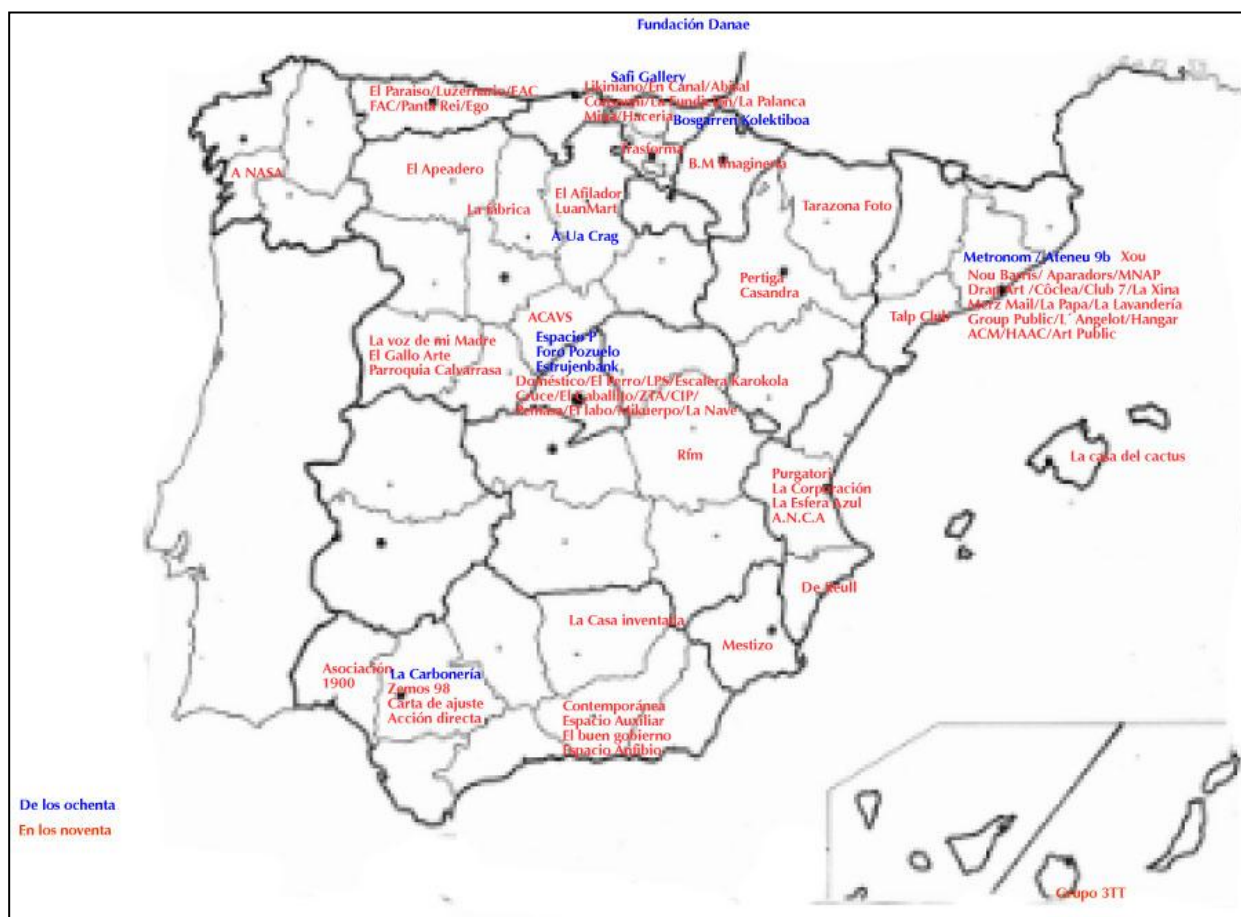 Fundación Danae
Safi Gallery
El Paraiso/Luzernario/FAC
FAC/Panta Rei/Ego
Likiniano/En Canal/Abisal
Consonni/La Fundición/La Palanca
Mina/Haceria
Bosgarren Kolektiboa
Trasforma
B.M Imagineria
A NASA
El Apeadero
La fábrica
El Afilador
LuanMart
A Ua Crag
Tarazona Foto
Pertiga
Casandra
Metronom / Ateneu 9b Xou
Nou Barris/ Aparadors/MNAP
Drap Art /Côclea/Club 7/La Xina
Merz Mail/La Papa/La Lavandería
Group Public/L´ Angelot/Hangar
ACM/HAAC/Art Public
Talp Club
ACAVS
La voz de mi Madre
El Gallo Arte
Parroquia Calvarrasa
Espacio P
Foro Pozuelo
Estrujenbank
Doméstico/El Perro/LPS/Escalera Karokola
Cruce/El Caballito/ZTA/CIP/
/El labo/Mikuerpo/La Nave
Rím
La casa del cactus
Purgatori
La Corporación
La Esfera Azul
A.N.C.A
De Reull
La Casa inventada
Mestizo
Asociación
1900
La Carbonería
Zemos 98
Carta de ajuste
Acción directa
Contemporánea
Espacio Auxiliar
El buen gobierno
Espacio Anfibio
De los ochenta
En los noventa
Grupo 3TT